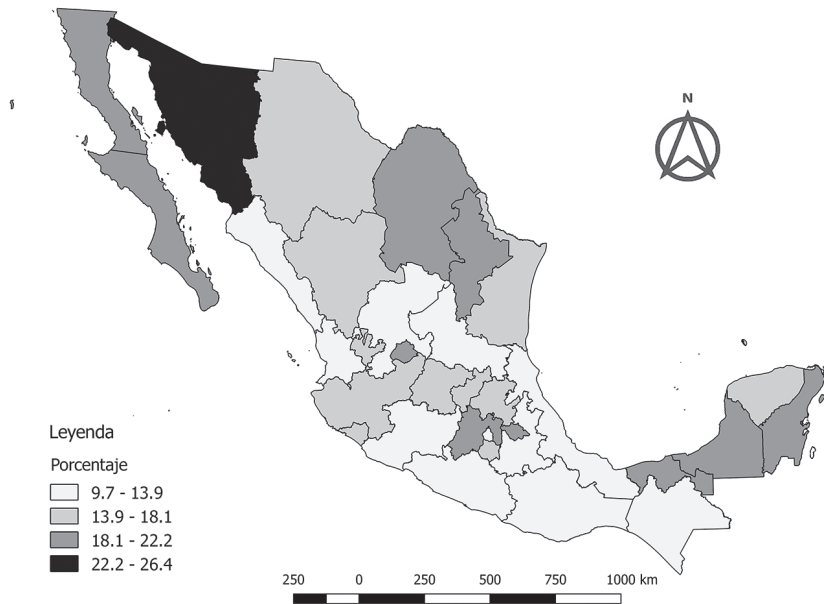 N
Leyenda
Porcentaje
9.7 - 13.9
13.9 - 18.1
18.1 - 22.2
22.2 - 26.4
250 0 250 500 750 1000 km